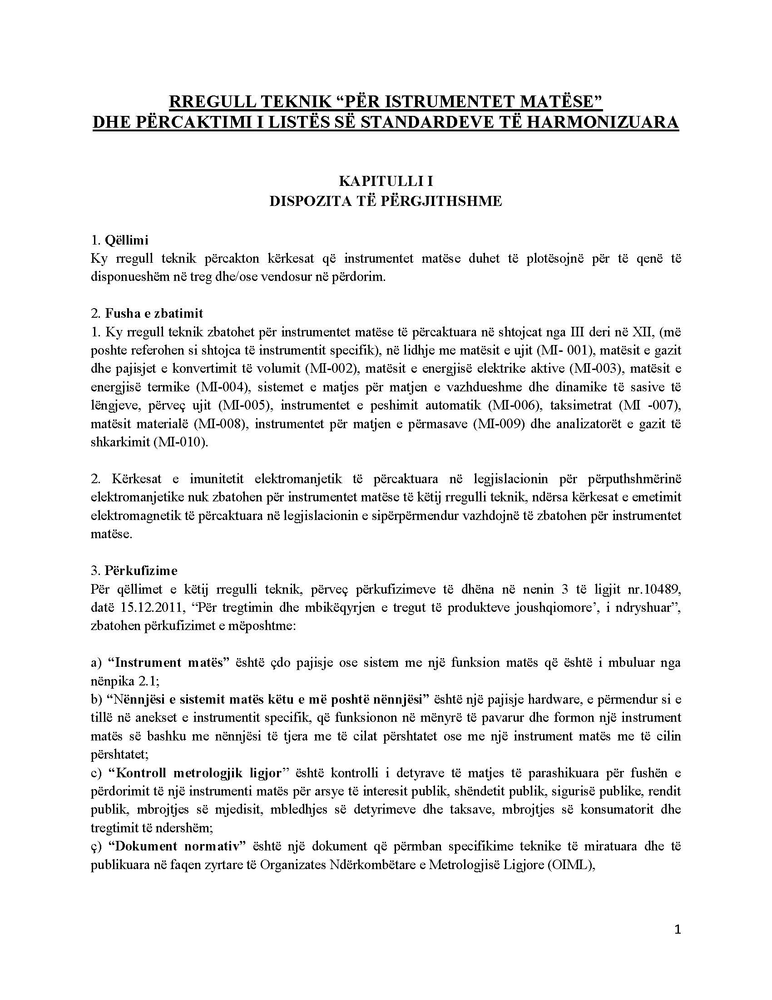 RREGULL TEKNIK “PËR ISTRUMENTET MATËSE”
DHE PËRCAKTIMI I LISTËS SË STANDARDEVE TË HARMONIZUARA
KAPITULLI I
DISPOZITA TË PËRGJITHSHME
1. Qëllimi
Ky rregull teknik përcakton kërkesat që instrumentet matëse duhet të plotësojnë për të qenë të
disponueshëm në treg dhe/ose vendosur në përdorim.
2. Fusha e zbatimit
1. Ky rregull teknik zbatohet për instrumentet matëse të përcaktuara në shtojcat nga III deri në XII, (më
poshte referohen si shtojca të instrumentit specifik), në lidhje me matësit e ujit (MI- 001), matësit e gazit
dhe pajisjet e konvertimit të volumit (MI-002), matësit e energjisë elektrike aktive (MI-003), matësit e
energjisë termike (MI-004), sistemet e matjes për matjen e vazhdueshme dhe dinamike të sasive të
lëngjeve, përveç ujit (MI-005), instrumentet e peshimit automatik (MI-006), taksimetrat (MI -007),
matësit materialë (MI-008), instrumentet për matjen e përmasave (MI-009) dhe analizatorët e gazit të
shkarkimit (MI-010).
2. Kërkesat e imunitetit elektromanjetik të përcaktuara në legjislacionin për përputhshmërinë
elektromanjetike nuk zbatohen për instrumentet matëse të këtij rregulli teknik, ndërsa kërkesat e emetimit
elektromagnetik të përcaktuara në legjislacionin e sipërpërmendur vazhdojnë të zbatohen për instrumentet
matëse.
3. Përkufizime
Për qëllimet e këtij rregulli teknik, përveç përkufizimeve të dhëna në nenin 3 të ligjit nr.10489,
datë 15.12.2011, “Për tregtimin dhe mbikëqyrjen e tregut të produkteve joushqiomore’, i ndryshuar”,
zbatohen përkufizimet e mëposhtme:
a) “Instrument matës” është çdo pajisje ose sistem me një funksion matës që është i mbuluar nga
nënpika 2.1;
b) “Nënnjësi e sistemit matës këtu e më poshtë nënnjësi” është një pajisje hardware, e përmendur si e
tillë në anekset e instrumentit specifik, që funksionon në mënyrë të pavarur dhe formon një instrument
matës së bashku me nënnjësi të tjera me të cilat përshtatet ose me një instrument matës me të cilin
përshtatet;
c) “Kontroll metrologjik ligjor” është kontrolli i detyrave të matjes të parashikuara për fushën e
përdorimit të një instrumenti matës për arsye të interesit publik, shëndetit publik, sigurisë publike, rendit
publik, mbrojtjes së mjedisit, mbledhjes së detyrimeve dhe taksave, mbrojtjes së konsumatorit dhe
tregtimit të ndershëm;
ç) “Dokument normativ” është një dokument që përmban specifikime teknike të miratuara dhe të
publikuara në faqen zyrtare të Organizates Ndërkombëtare e Metrologjisë Ligjore (OIML),
1